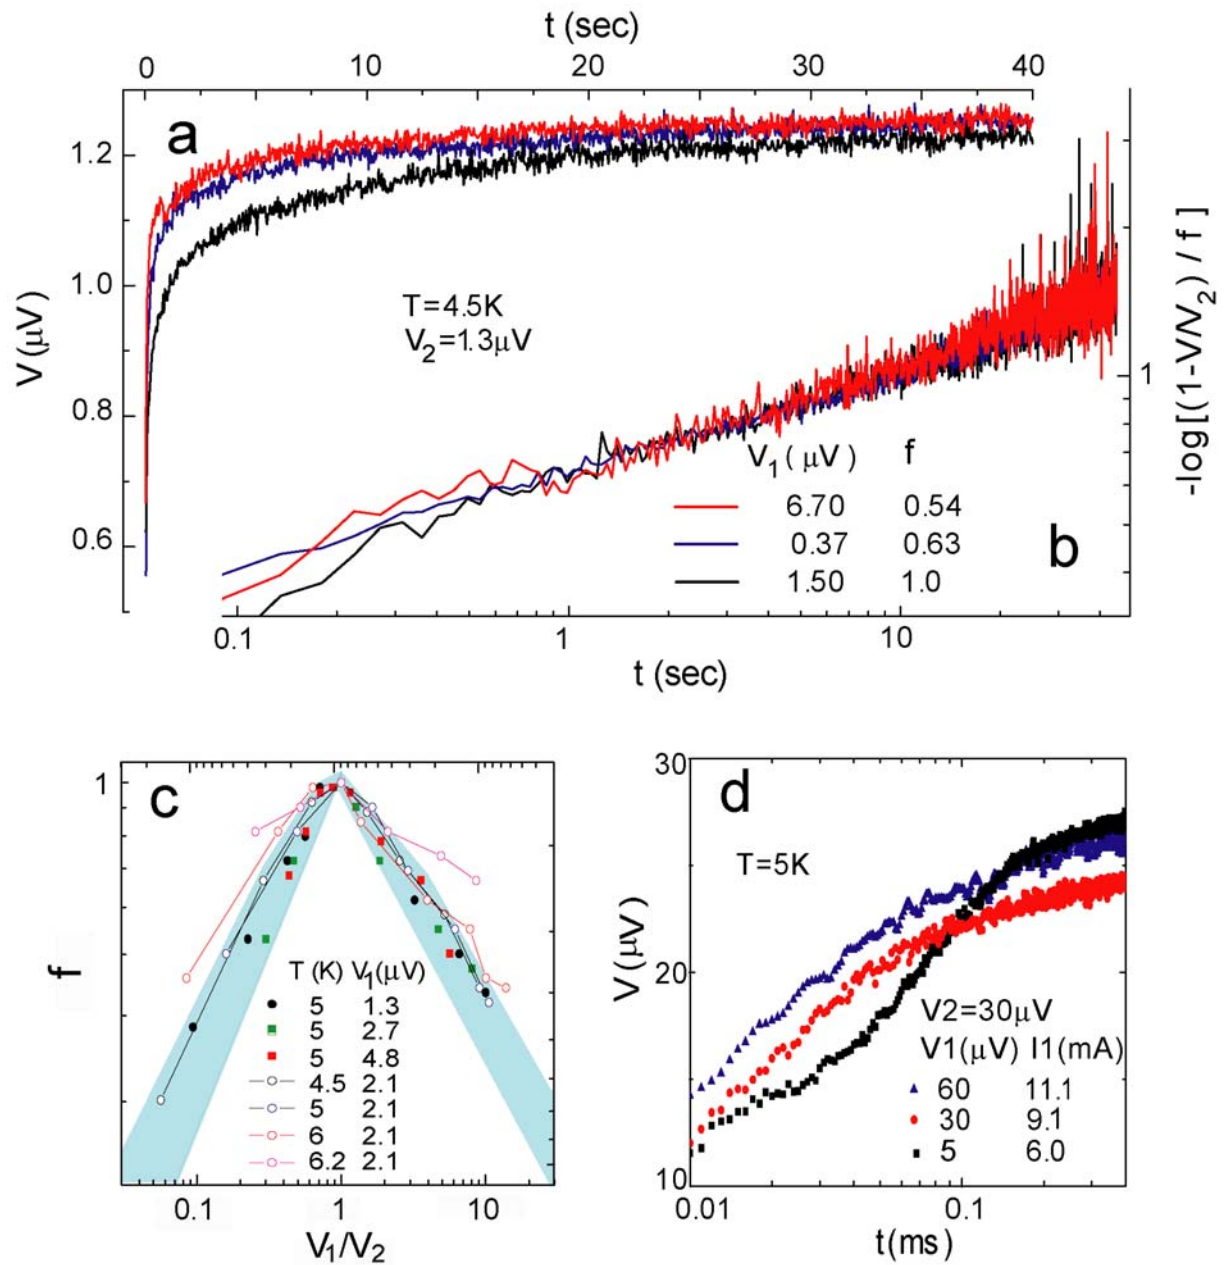 t (sec)
0 10 20 30 40
a
1.2
1.0
0.8
0.6
V (μV)
T=4.5K
V2=1.3μV
-log[(1-V/V2) / f ]
1
V1 ( μV) f
6.70 0.54
0.37 0.63
1.50 1.0
b
0.1 1 10
t (sec)
c
1
f
T (K) V1(μV)
5 1.3
5 2.7
5 4.8
4.5 2.1
5 2.1
6 2.1
6.2 2.1
0.1 1 10
V1/V2
d
30
20
10
V (μV)
T=5K
V2=30μV
V1(μV) I1(mA)
60 11.1
30 9.1
5 6.0
0.01 0.1
t(ms)